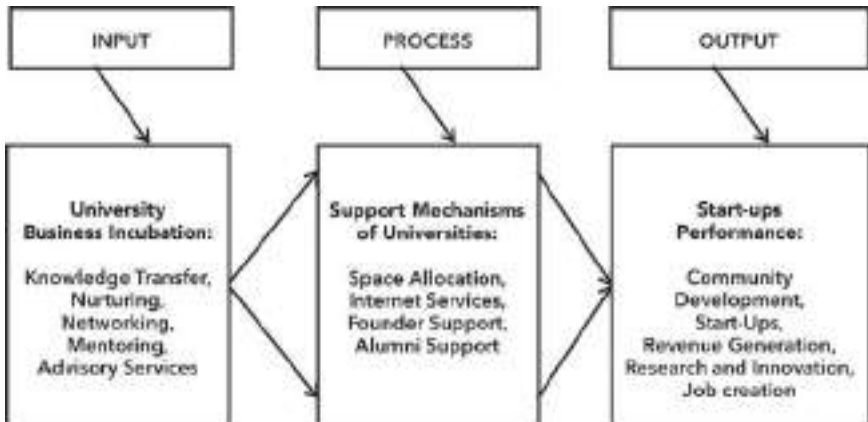 INPUT
PROCESS
OUTPUT
University
Business Incubation:
Knowledge Transfer,
Nurturing,
Networking,
Mentoring,
Advisory Services
Support Mechanisms
of Universities:
Space Allocation,
Internet Services,
Founder Support,
Alumni Support
Start-ups
Performance:
Community
Development,
Start-Ups,
Revenue Generation,
Research and Innovation,
Job creation